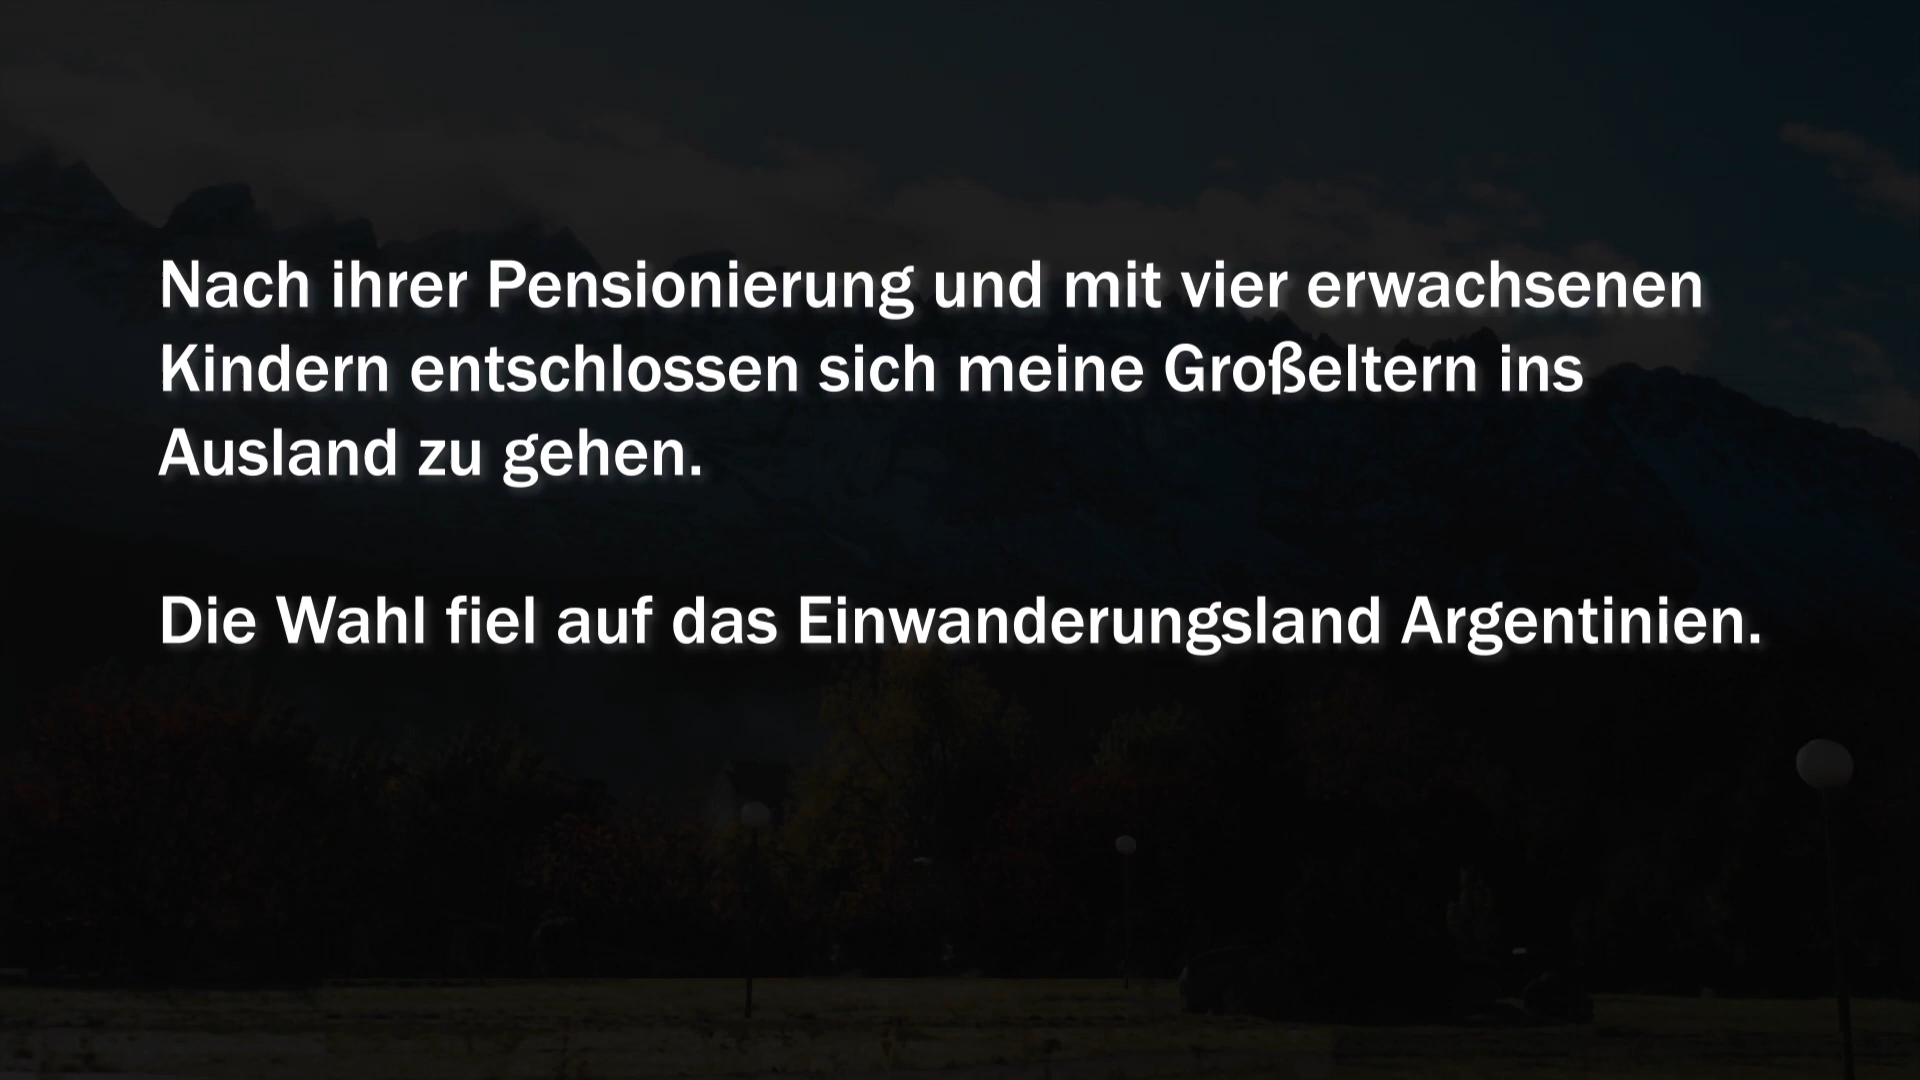 Nach ihrer Pensionierung und mit vier erwachsenen
Kindern entschlossen sich meine Großeltern ins
Ausland zu gehen.
Die Wahl fiel auf das Einwanderungsland Argentinien.